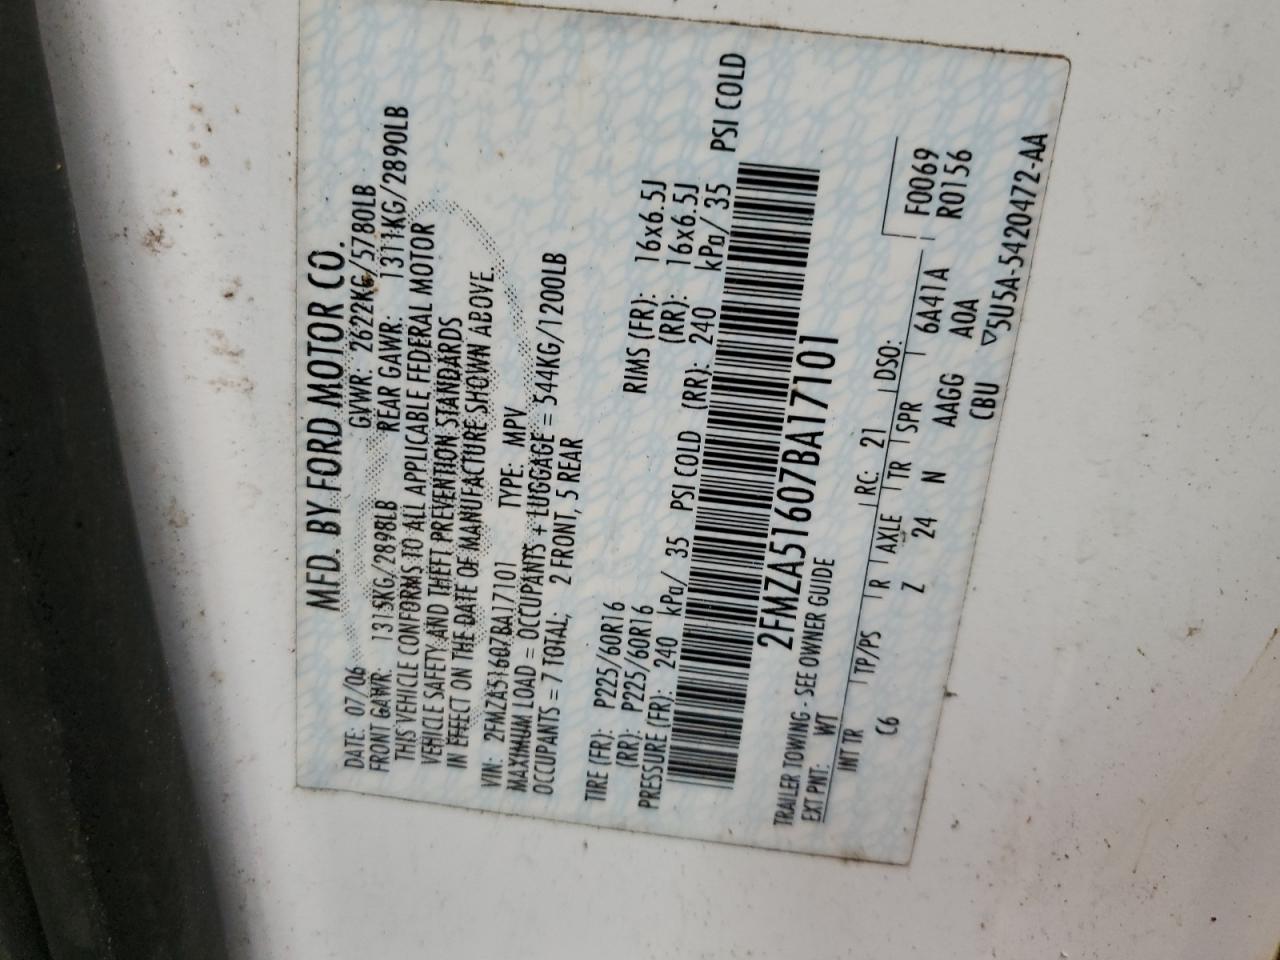 MFD. BY FORD MOTOR CO.
DATE: 07/06 GVWR: 2622KG/5780LB
FRONT GAWR: 1315KG/2898LB REAR GAWR: 1311KG/2890LB
THIS VEHICLE CONFORMS TO ALL APPLICABLE FEDERAL MOTOR
VEHICLE SAFETY AND THEFT PREVENTION STANDARDS
IN EFFECT ON THE DATE OF MANUFACTURE SHOWN ABOVE.
VIN: 2FMZA51607BA17101 TYPE: MPV
MAXIMUM LOAD = OCCUPANTS + LUGGAGE = 544KG/1200LB
OCCUPANTS = 7 TOTAL; 2 FRONT, 5 REAR
TIRE (FR): P225/60R16 RIMS (FR): 16x6.5J
(RR): P225/60R16 (RR): 16x6.5J
PRESSURE (FR): 240 kPa/ 35 PSI COLD (RR): 240 kPa/ 35 PSI COLD
2FMZA51607BA17101
TRAILER TOWING - SEE OWNER GUIDE
EXT PNT: WT RC: 21 DSO:
INT TR TP/PS R AXLE TR SPR 6A41A F0069
C6 Z 24 N AAGG A0A R0156
CBU ▽5U5A-5420472-AA